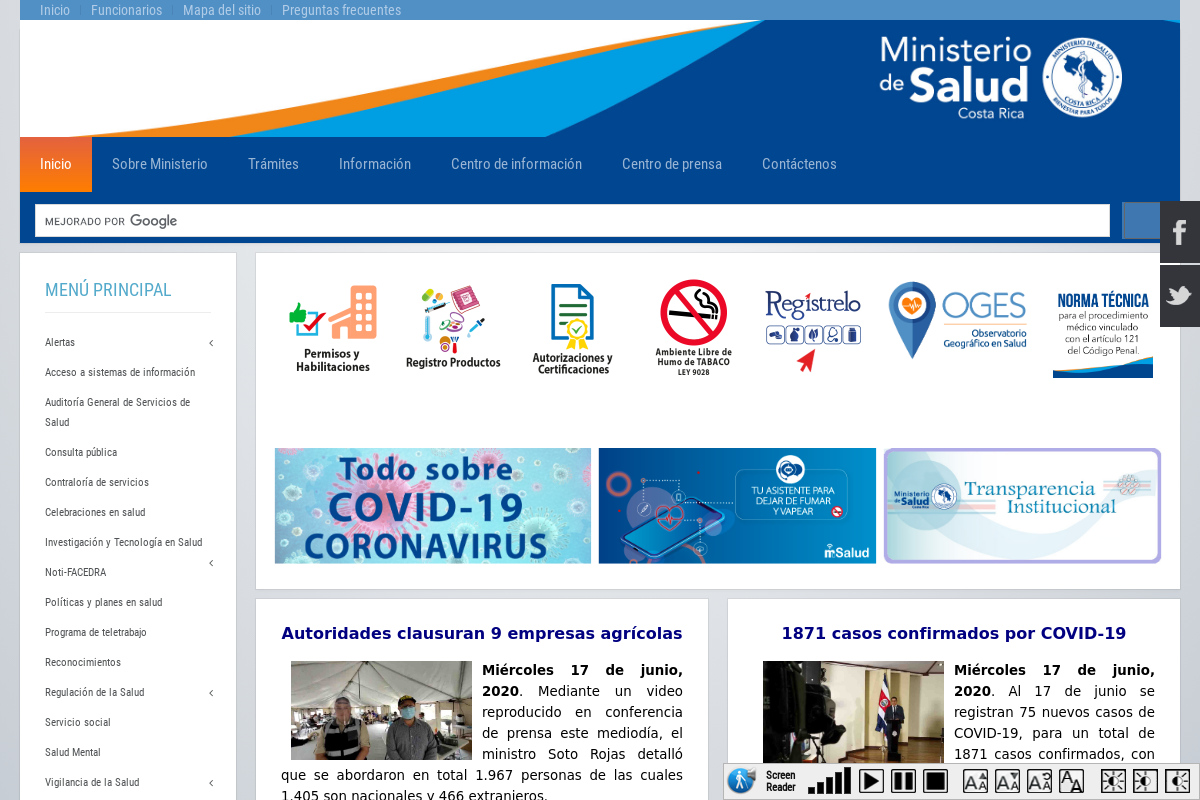 Inicio
Funcionarios
Mapa del sitio
Preguntas frecuentes
Ministerio
de Salud
Costa Rica
MINISTERIO DE SALUD
COSTA RICA
BIENESTAR PARA TODOS
Inicio
Sobre Ministerio
Trámites
Información
Centro de información
Centro de prensa
Contáctenos
MEJORADO POR Google
MENÚ PRINCIPAL
Alertas
Acceso a sistemas de información
Auditoría General de Servicios de
Salud
Consulta pública
Contraloría de servicios
Celebraciones en salud
Investigación y Tecnología en Salud
Noti-FACEDRA
Políticas y planes en salud
Programa de teletrabajo
Reconocimientos
Regulación de la Salud
Servicio social
Salud Mental
Vigilancia de la Salud
Permisos y
Habilitaciones
Registro Productos
Autorizaciones y
Certificaciones
Ambiente Libre de
Humo de TABACO
LEY 9028
Regístrelo
OGES
Observatorio
Geográfico en Salud
NORMA TÉCNICA
para el procedimiento
médico vinculado
con el artículo 121
del Código Penal.
Todo sobre
COVID-19
CORONAVIRUS
TU ASISTENTE PARA
DEJAR DE FUMAR
Y VAPEAR
mSalud
Ministerio
de Salud
Costa Rica
Transparencia
Institucional
Autoridades clausuran 9 empresas agrícolas
Miércoles 17 de junio,
2020. Mediante un video
reproducido en conferencia
de prensa este mediodía, el
ministro Soto Rojas detalló
que se abordaron en total 1.967 personas de las cuales
1.405 son nacionales y 466 extranjeros.
1871 casos confirmados por COVID-19
Miércoles 17 de junio,
2020. Al 17 de junio se
registran 75 nuevos casos de
COVID-19, para un total de
1871 casos confirmados, con
Screen
Reader